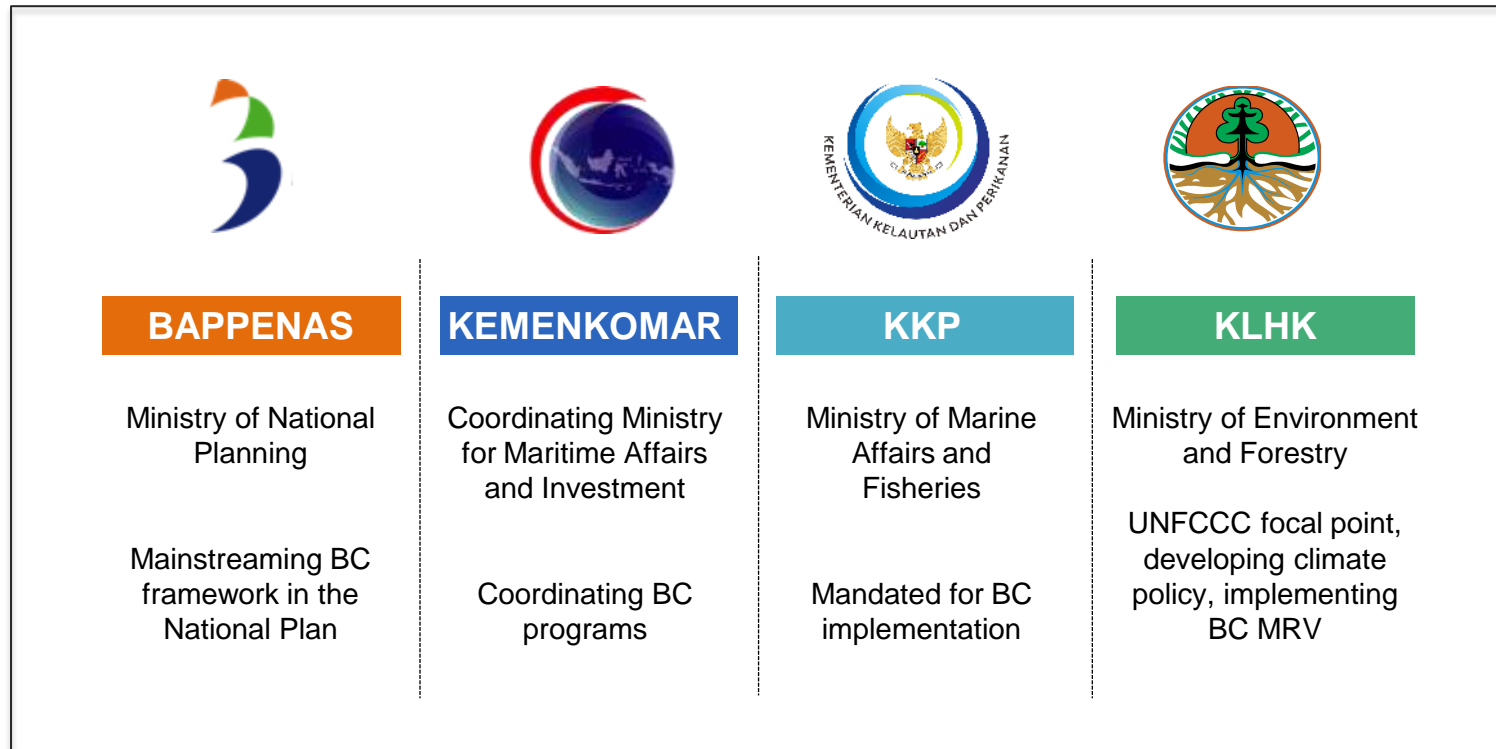 KEMENTERIAN KELAUTAN DAN PERIKANAN
BAPPENAS
Ministry of National
Planning
Mainstreaming BC
framework in the
National Plan
KEMENKOMAR
Coordinating Ministry
for Maritime Affairs
and Investment
Coordinating BC
programs
KKP
Ministry of Marine
Affairs and
Fisheries
Mandated for BC
implementation
KLHK
Ministry of Environment
and Forestry
UNFCCC focal point,
developing climate
policy, implementing
BC MRV